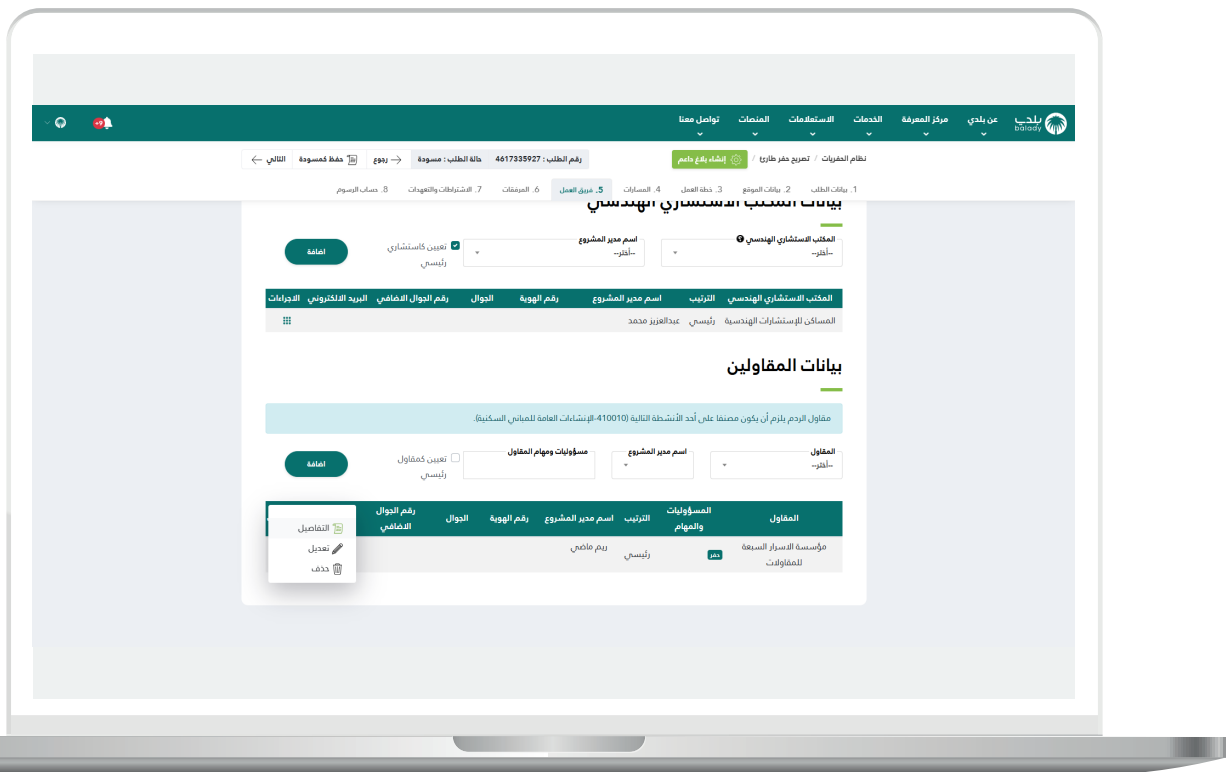 بلدي
balady
عن بلدي
مركز المعرفة
الخدمات
الاستعلامات
المنصات
تواصل معنا
+9
نظام الحفريات / تصريح حفر طارئ / إنشاء بلاغ داعم
رقم الطلب : 4617335927
حالة الطلب : مسودة
رجوع
حفظ كمسودة
التالي
1. بيانات الطلب
2. بيانات الموقع
3. خطة العمل
4. المسارات
5. فريق العمل
6. المرفقات
7. الاشتراطات والتعهدات
8. حساب الرسوم
بيانات المكتب الاستشاري الهندسي
المكتب الاستشاري الهندسي
--أختر--
اسم مدير المشروع
--أختر--
تعيين كاستشاري
رئيسي
اضافة
المكتب الاستشاري الهندسي الترتيب اسم مدير المشروع رقم الهوية الجوال رقم الجوال الاضافي البريد الالكتروني الاجراءات
المساكن للإستشارات الهندسية رئيسي عبدالعزيز محمد
بيانات المقاولين
مقاول الردم يلزم أن يكون مصنفا على أحد الأنشطة التالية (410010-الإنشاءات العامة للمباني السكنية).
المقاول
--أختر--
اسم مدير المشروع
مسؤوليات ومهام المقاول
تعيين كمقاول
رئيسي
اضافة
المقاول
المسؤوليات
والمهام
الترتيب
اسم مدير المشروع
رقم الهوية
الجوال
رقم الجوال
الاضافي
مؤسسة الاسرار السبعة
للمقاولات
حفر
رئيسي
ريم ماضي
التفاصيل
تعديل
حذف